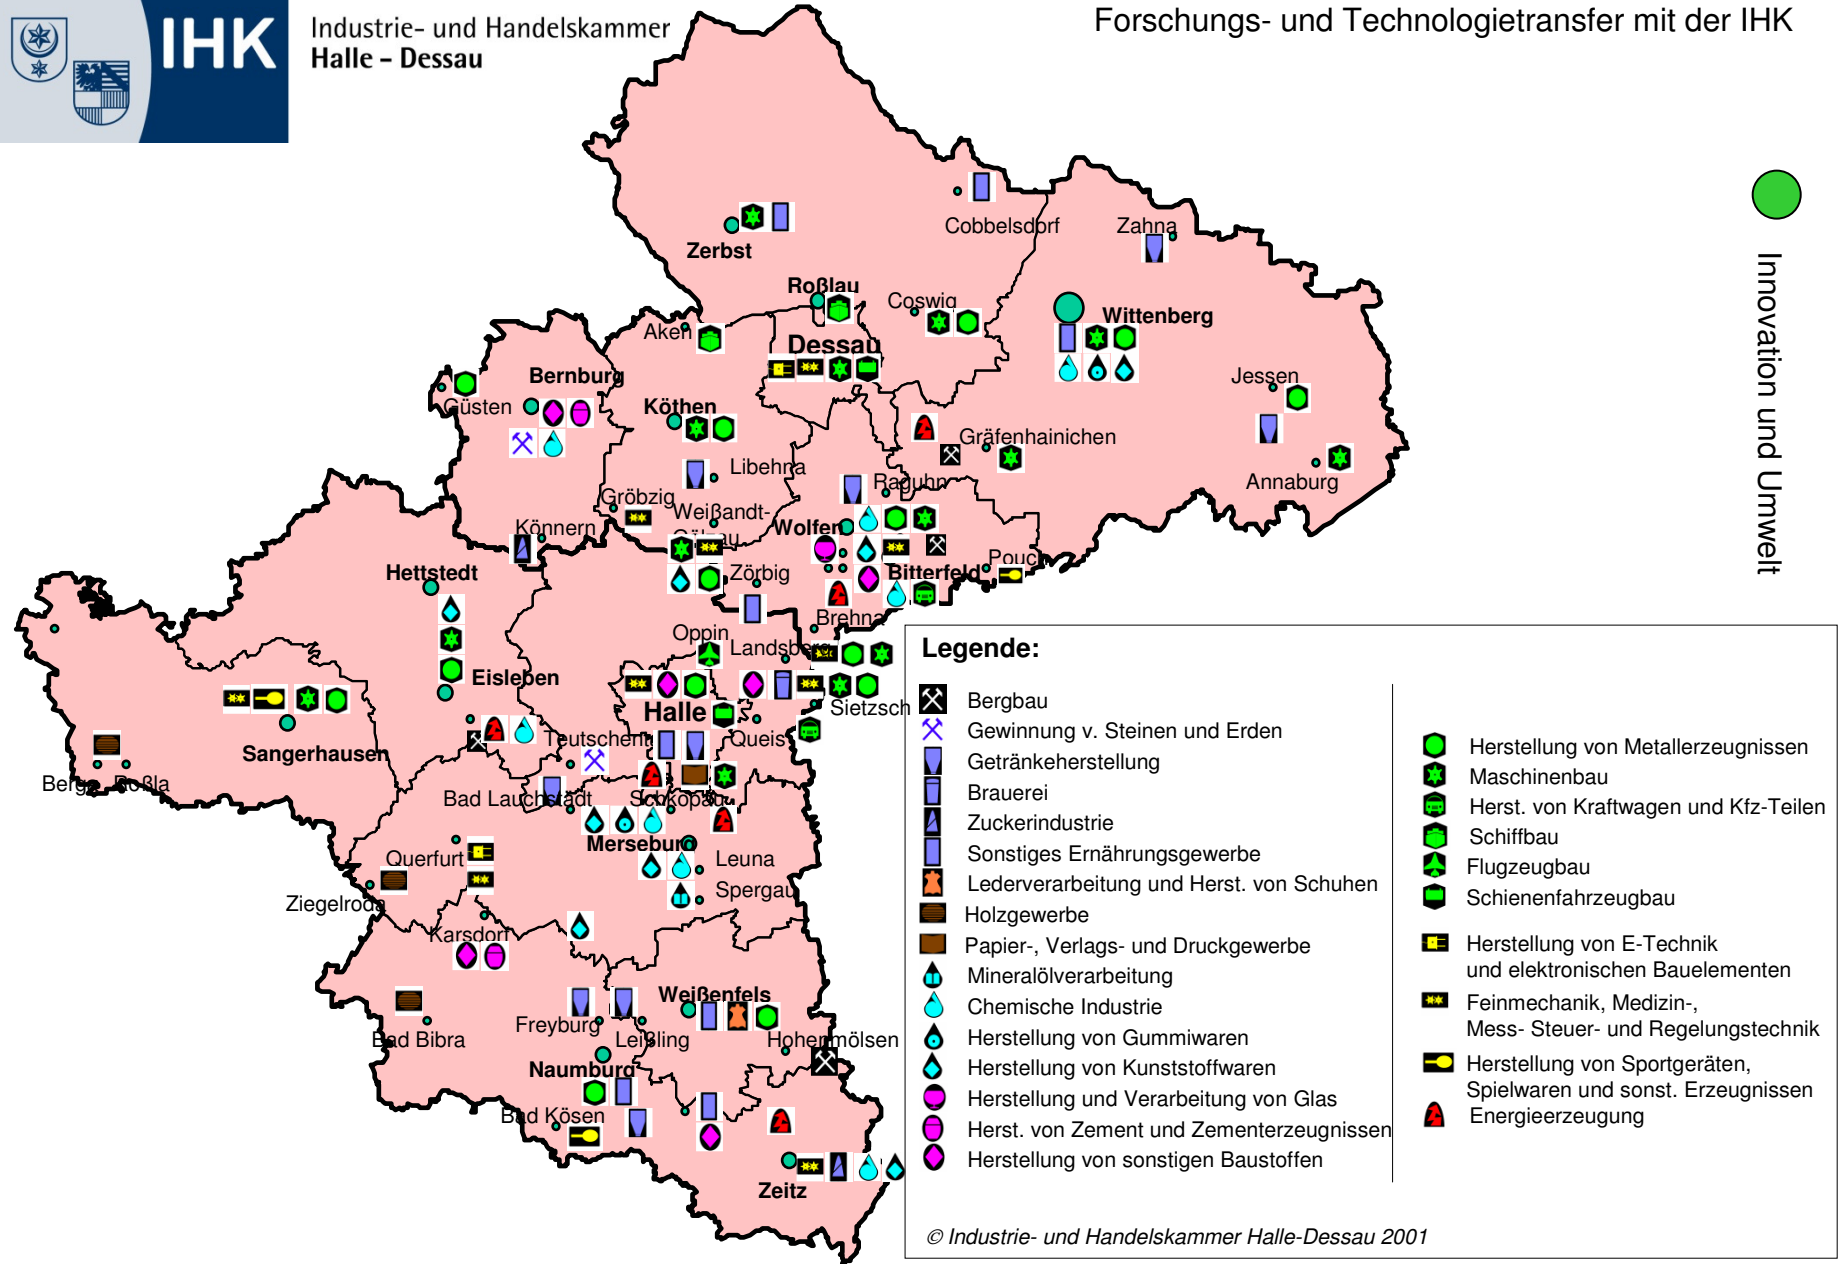 IHK
Industrie- und Handelskammer
Halle - Dessau
Forschungs- und Technologietransfer mit der IHK
Innovation und Umwelt
Cobbelsdorf
Zahna
Zerbst
Roßlau
Coswig
Wittenberg
Aken
Dessau
Bernburg
Jessen
Güsten
Köthen
Gräfenhainichen
Libehna
Annaburg
Raguhn
Gröbzig
Weißandt-
Gölzau
Könnern
Wolfen
Pouch
Hettstedt
Zörbig
Bitterfeld
Brehna
Oppin
Landsberg
Eisleben
Halle
Sietzsch
Sangerhausen
Queis
Berga
Roßla
Bad Lauchstädt
Schkopau
Merseburg
Querfurt
Leuna
Spergau
Ziegelroda
Karsdorf
Weißenfels
Freyburg
Leißling
Hohenmölsen
Bad Bibra
Naumburg
Bad Kösen
Zeitz
Legende:
Bergbau
Gewinnung v. Steinen und Erden
Getränkeherstellung
Brauerei
Zuckerindustrie
Sonstiges Ernährungsgewerbe
Lederverarbeitung und Herst. von Schuhen
Holzgewerbe
Papier-, Verlags- und Druckgewerbe
Mineralölverarbeitung
Chemische Industrie
Herstellung von Gummiwaren
Herstellung von Kunststoffwaren
Herstellung und Verarbeitung von Glas
Herst. von Zement und Zementerzeugnissen
Herstellung von sonstigen Baustoffen
Herstellung von Metallerzeugnissen
Maschinenbau
Herst. von Kraftwagen und Kfz-Teilen
Schiffbau
Flugzeugbau
Schienenfahrzeugbau
Herstellung von E-Technik
und elektronischen Bauelementen
Feinmechanik, Medizin-,
Mess- Steuer- und Regelungstechnik
Herstellung von Sportgeräten,
Spielwaren und sonst. Erzeugnissen
Energieerzeugung
© Industrie- und Handelskammer Halle-Dessau 2001